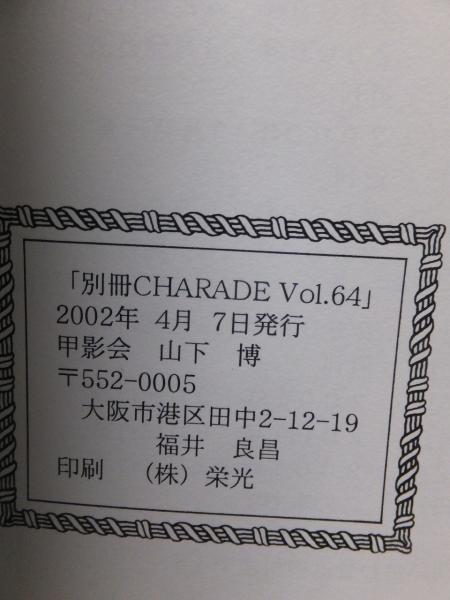 「別冊CHARADE Vol.64」
2002年 4月 7日発行
甲影会 山下 博
〒552-0005
大阪市港区田中2-12-19
福井 良昌
印刷 (株) 栄光